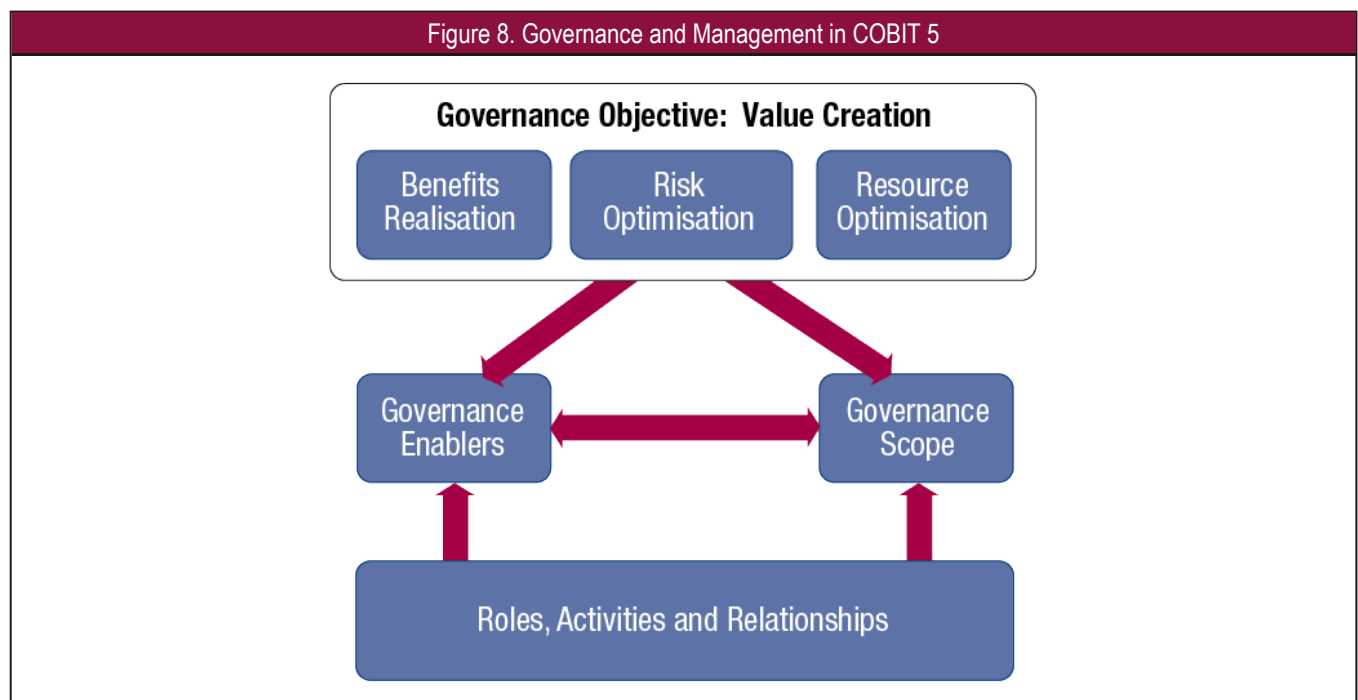 Figure 8. Governance and Management in COBIT 5
Governance Objective: Value Creation
Benefits
Realisation
Risk
Optimisation
Resource
Optimisation
Governance
Enablers
Governance
Scope
Roles, Activities and Relationships